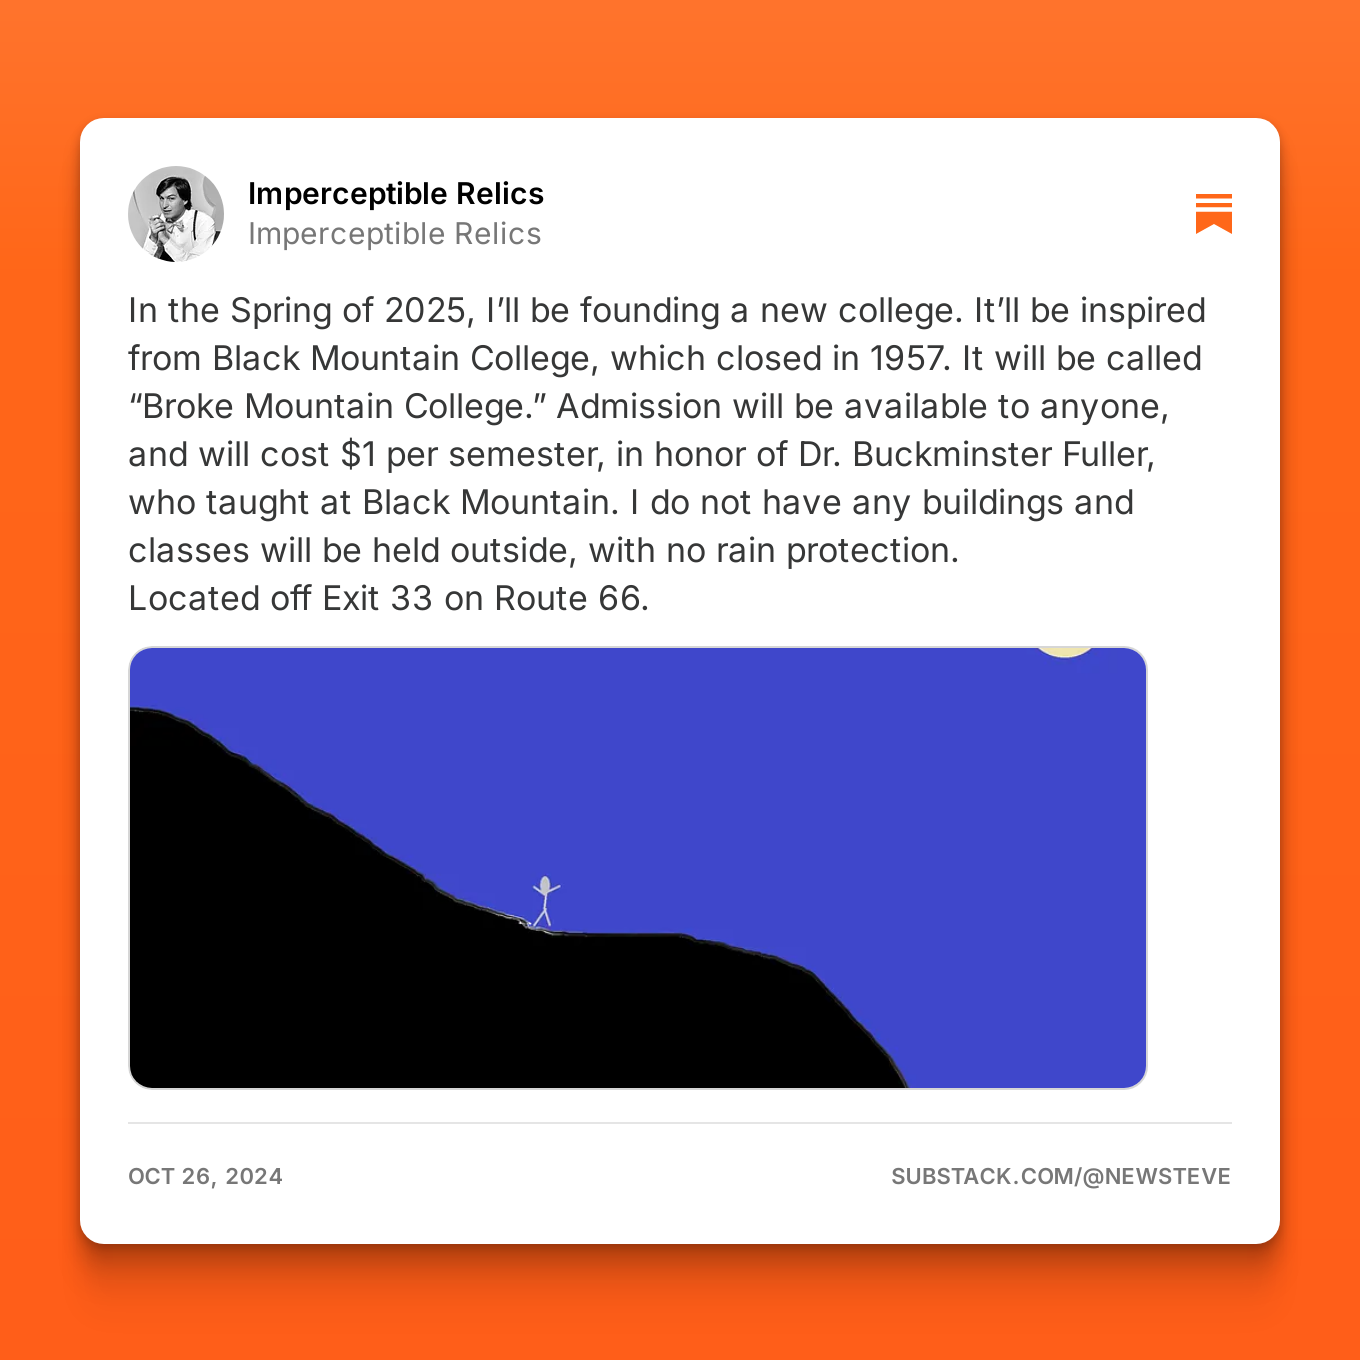 Imperceptible Relics
Imperceptible Relics
In the Spring of 2025, I’ll be founding a new college. It’ll be inspired
from Black Mountain College, which closed in 1957. It will be called
“Broke Mountain College.” Admission will be available to anyone,
and will cost $1 per semester, in honor of Dr. Buckminster Fuller,
who taught at Black Mountain. I do not have any buildings and
classes will be held outside, with no rain protection.
Located off Exit 33 on Route 66.
OCT 26, 2024
SUBSTACK.COM/@NEWSTEVE